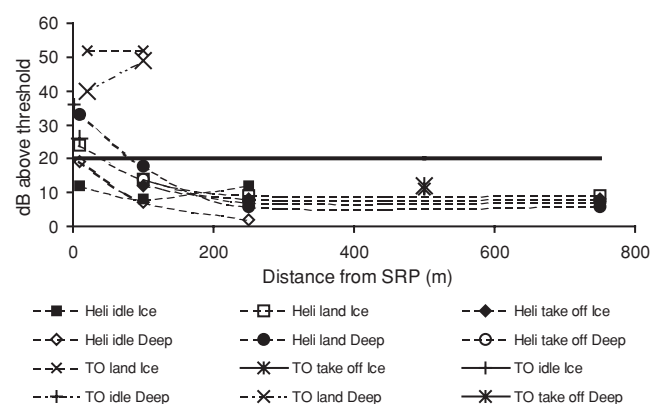 60
50
40
30
20
10
0
dB above threshold
0 200 400 600 800
Distance from SRP (m)
Heli idle Ice Heli land Ice Heli take off Ice
Heli idle Deep Heli land Deep Heli take off Deep
TO land Ice TO take off Ice TO idle Ice
TO idle Deep TO land Deep TO take off Deep